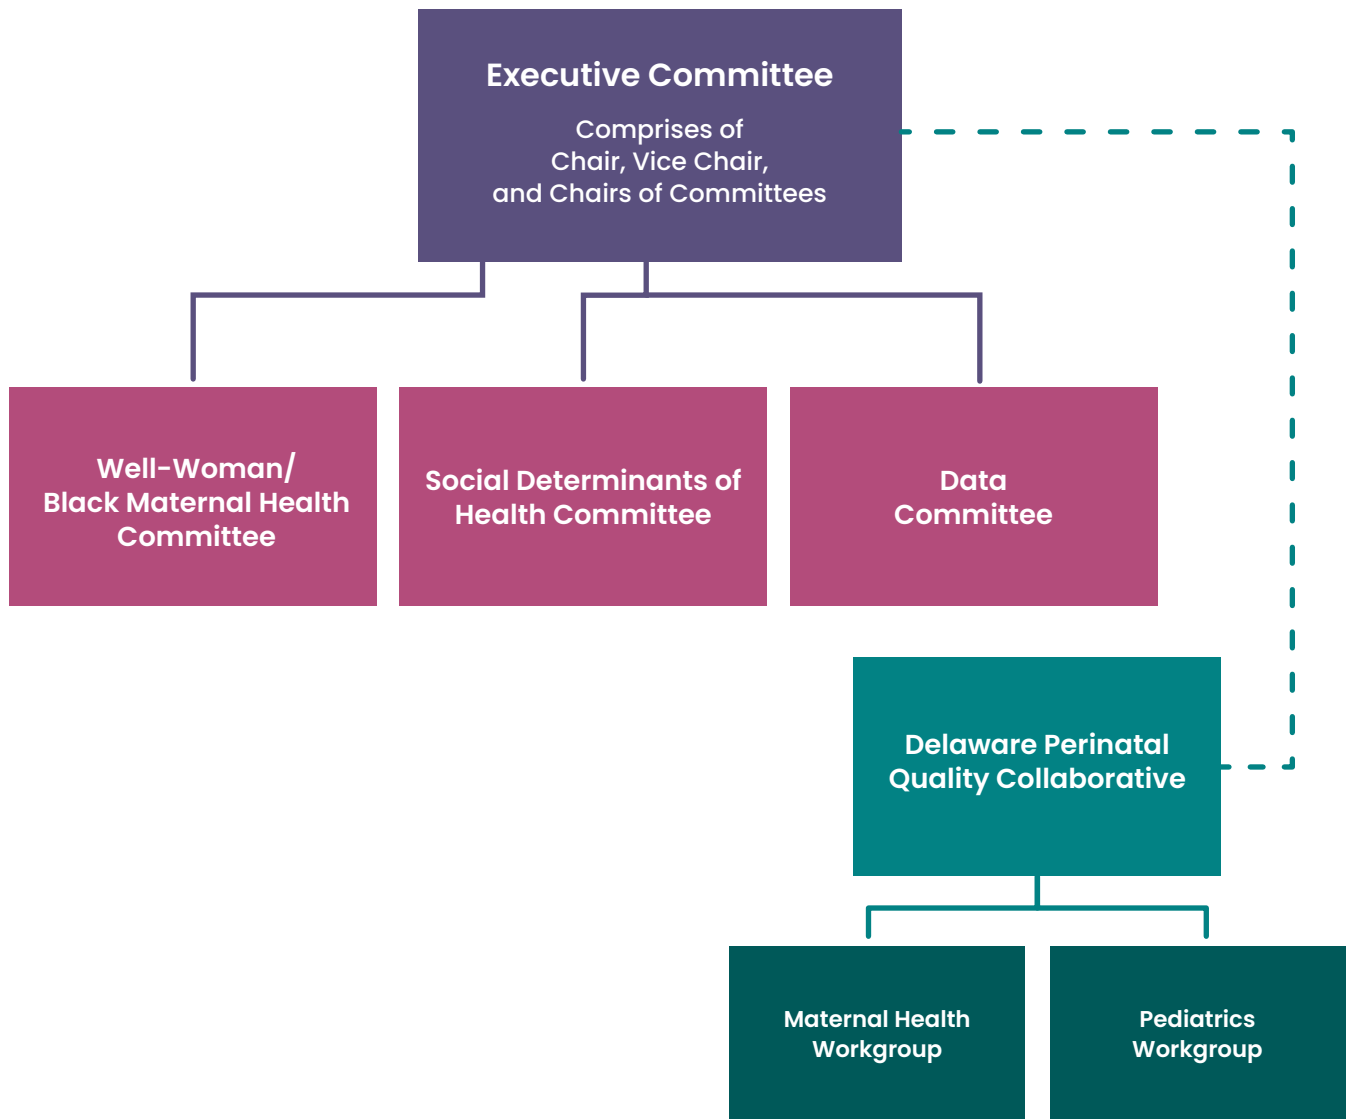 Executive Committee
Comprises of
Chair, Vice Chair,
and Chairs of Committees
Well-Woman/
Black Maternal Health
Committee
Social Determinants of
Health Committee
Data
Committee
Delaware Perinatal
Quality Collaborative
Maternal Health
Workgroup
Pediatrics
Workgroup